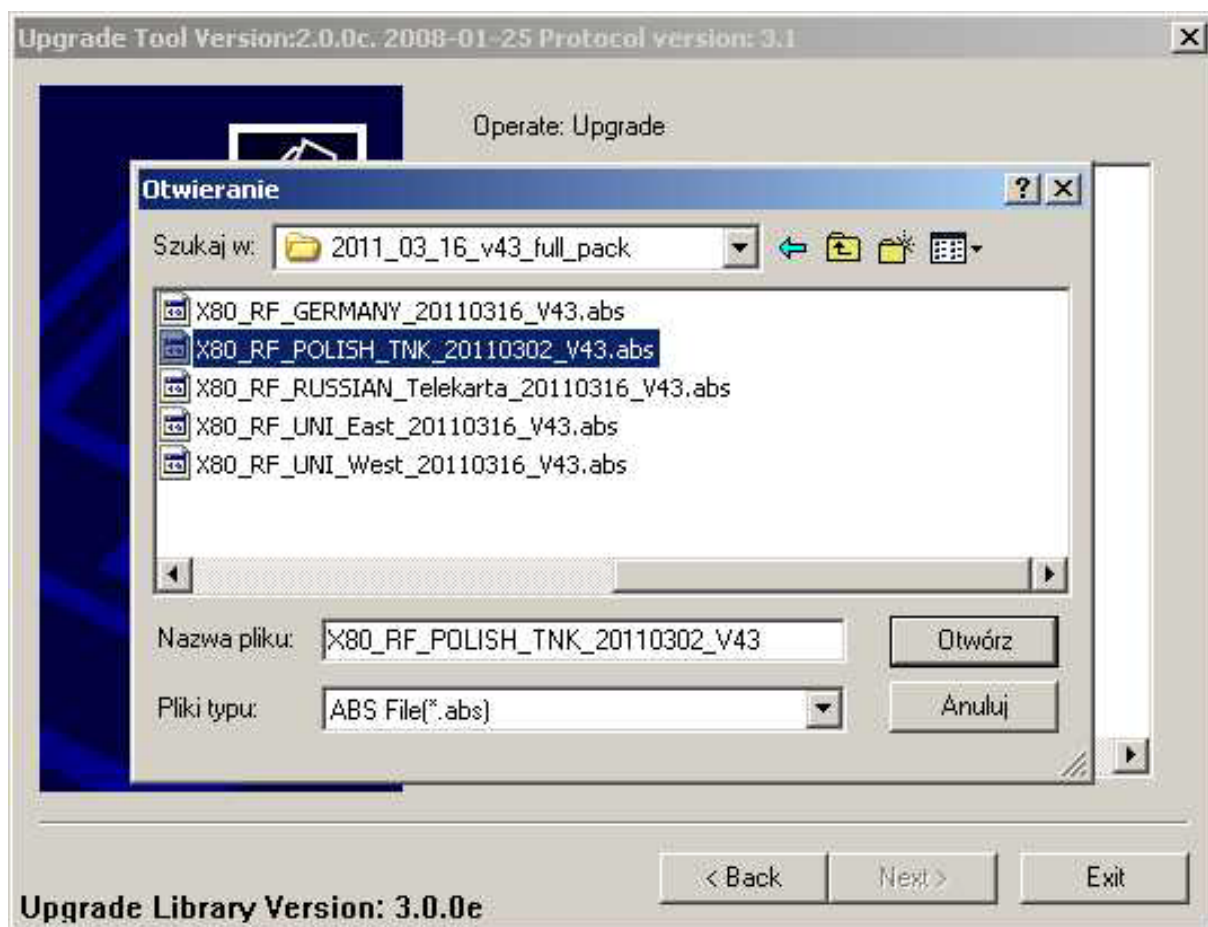 Upgrade Tool Version:2.0.0c. 2008-01-25 Protocol version: 3.1
Operate: Upgrade
Otwieranie
Szukaj w: 2011_03_16_v43_full_pack
X80_RF_GERMANY_20110316_V43.abs
X80_RF_POLISH_TNK_20110302_V43.abs
X80_RF_RUSSIAN_Telekarta_20110316_V43.abs
X80_RF_UNI_East_20110316_V43.abs
X80_RF_UNI_West_20110316_V43.abs
Nazwa pliku: X80_RF_POLISH_TNK_20110302_V43 Otwórz
Pliki typu: ABS File(*.abs) Anuluj
< Back Next > Exit
Upgrade Library Version: 3.0.0e